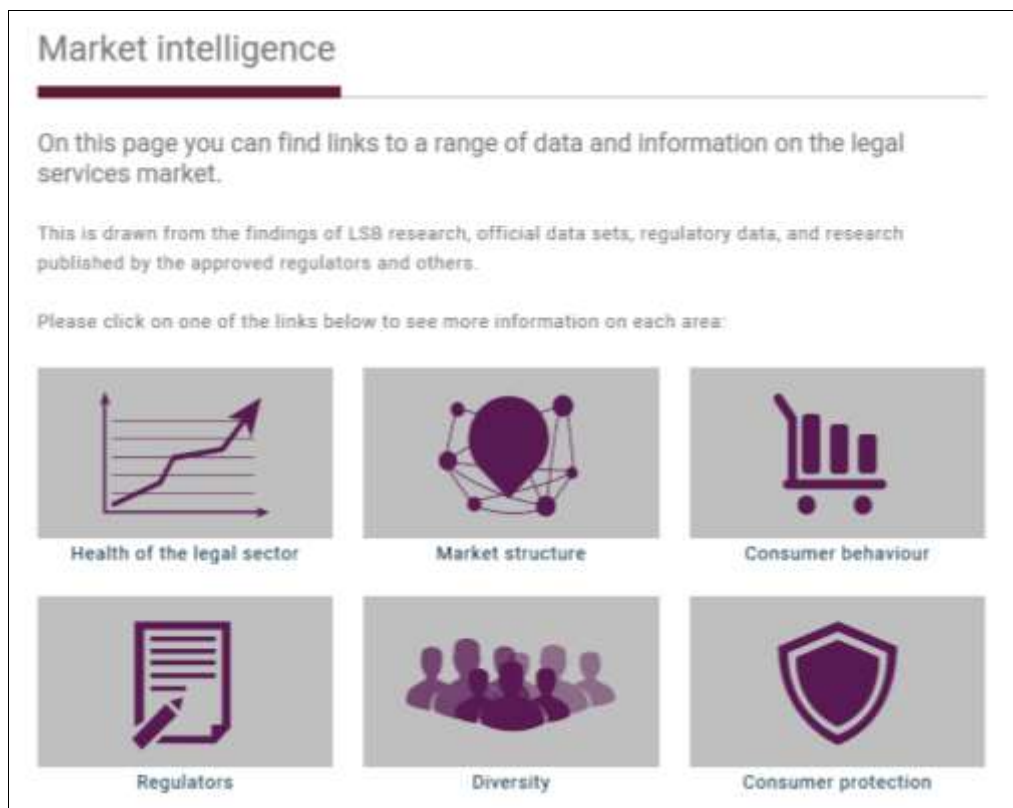 Market intelligence
On this page you can find links to a range of data and information on the legal
services market.
This is drawn from the findings of LSB research, official data sets, regulatory data, and research
published by the approved regulators and others.
Please click on one of the links below to see more information on each area:
Health of the legal sector
Market structure
Consumer behaviour
Regulators
Diversity
Consumer protection